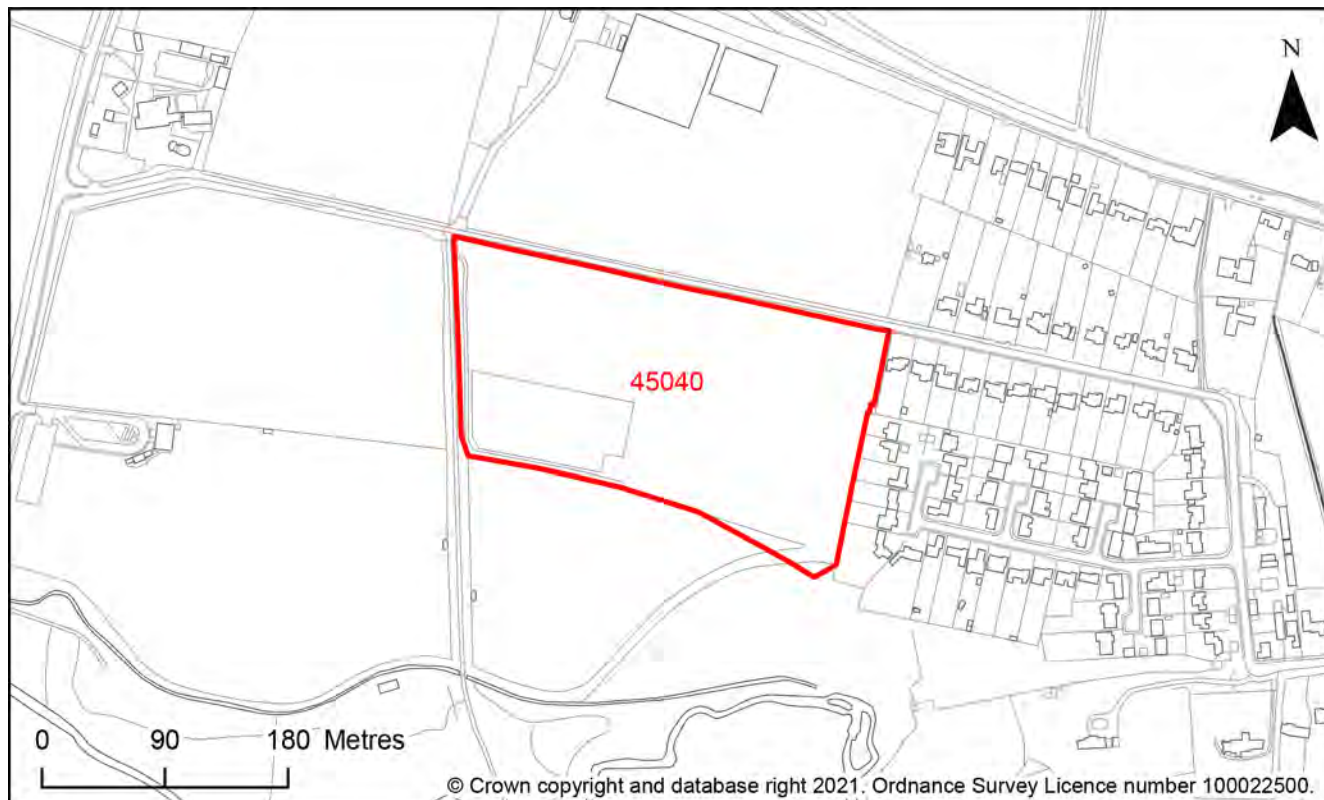 N
45040
0 90 180 Metres
© Crown copyright and database right 2021. Ordnance Survey Licence number 100022500.